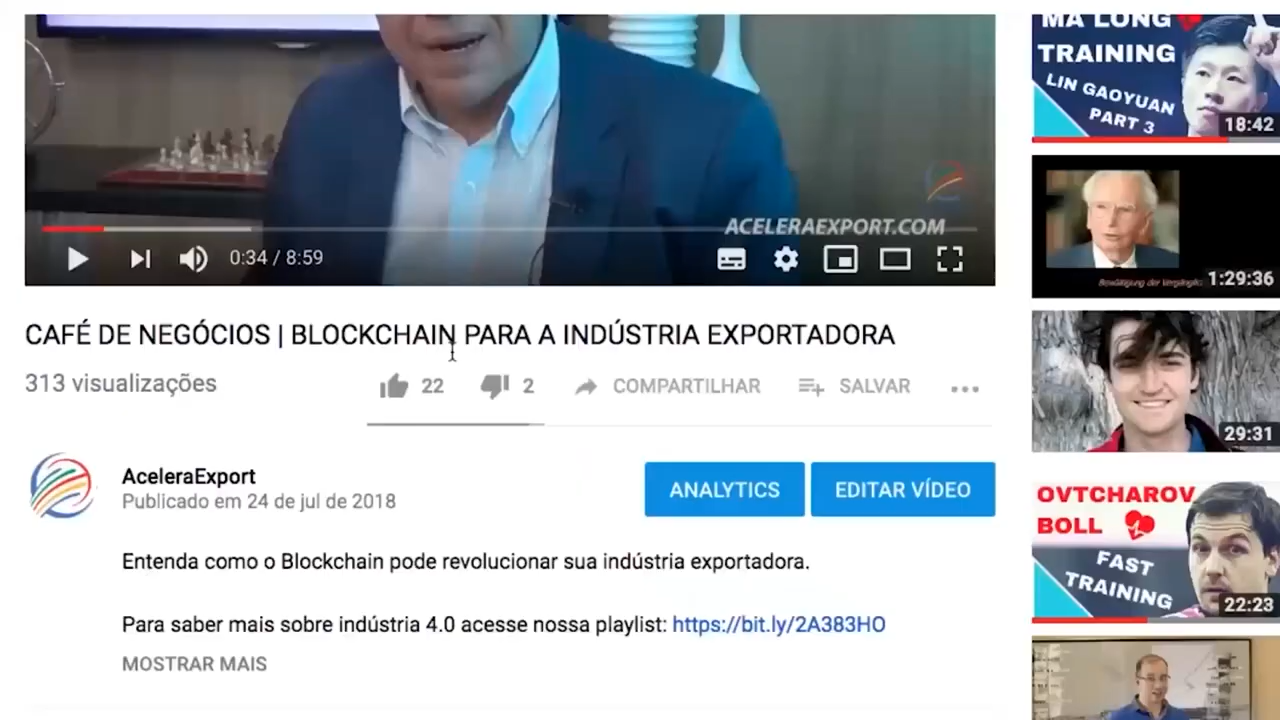 ACELERAEXPORT.COM
0:34 / 8:59
CAFÉ DE NEGÓCIOS | BLOCKCHAIN PARA A INDÚSTRIA EXPORTADORA
313 visualizações
22
2
COMPARTILHAR
SALVAR
AceleraExport
Publicado em 24 de jul de 2018
ANALYTICS
EDITAR VÍDEO
Entenda como o Blockchain pode revolucionar sua indústria exportadora.
Para saber mais sobre indústria 4.0 acesse nossa playlist: https://bit.ly/2A383HO
MOSTRAR MAIS
MA LONG
TRAINING
LIN GAOYUAN
PART 3
18:42
1:29:36
29:31
OVTCHAROV
BOLL
FAST
TRAINING
22:23